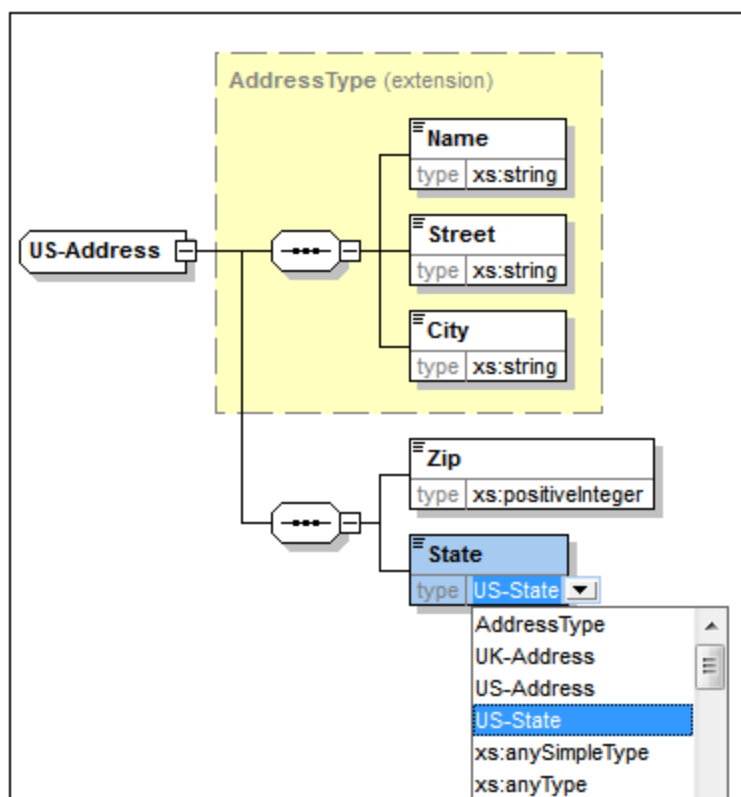 AddressType (extension)
Name
type xs:string
US-Address
Street
type xs:string
City
type xs:string
Zip
type xs:positiveInteger
State
type US-State
AddressType
UK-Address
US-Address
US-State
xs:anySimpleType
xs:anyType